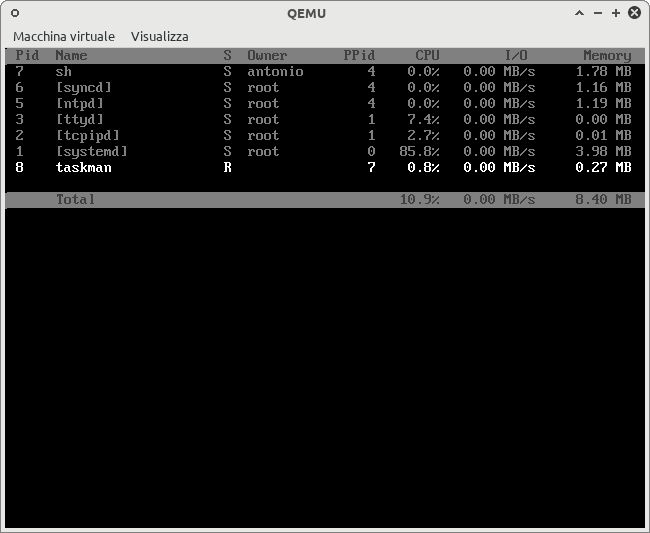 QEMU
Macchina virtuale Visualizza
Pid Name S Owner PPid CPU I/O Memory
7 sh S antonio 4 0.0% 0.00 MB/s 1.78 MB
6 [syncd] S root 4 0.0% 0.00 MB/s 1.16 MB
5 [ntpd] S root 4 0.0% 0.00 MB/s 1.19 MB
3 [ttyd] S root 1 7.4% 0.00 MB/s 0.00 MB
2 [tcpipd] S root 1 2.7% 0.00 MB/s 0.01 MB
1 [systemd] S root 0 85.8% 0.00 MB/s 3.98 MB
8 taskman R 7 0.8% 0.00 MB/s 0.27 MB
Total 10.9% 0.00 MB/s 8.40 MB